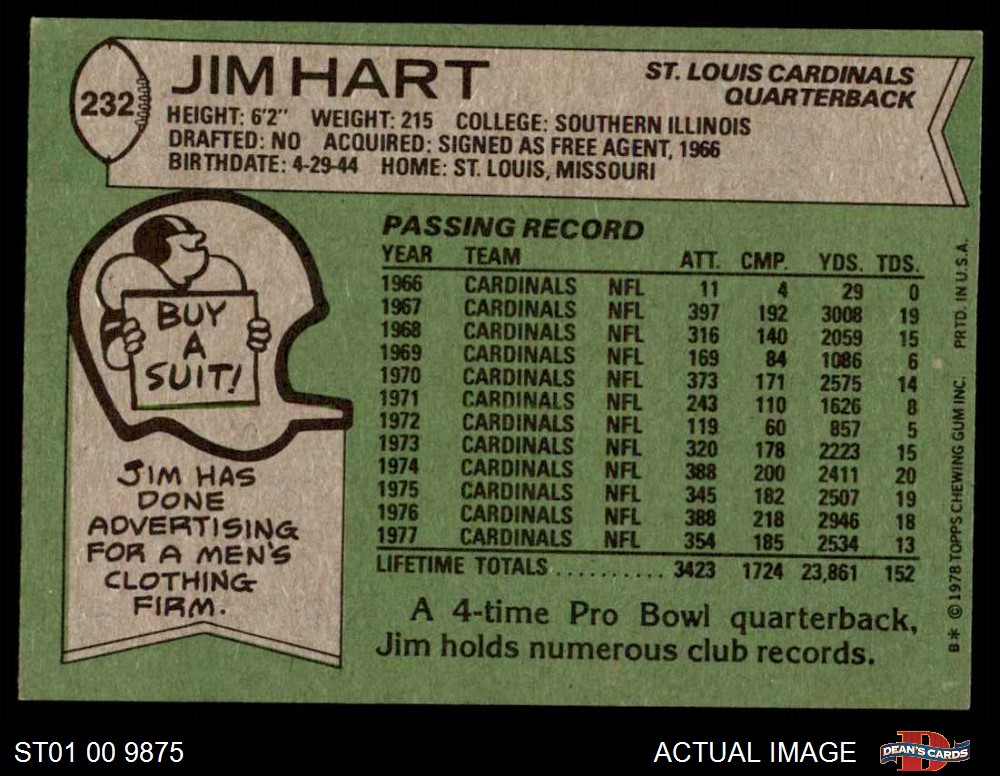 232
JIM HART
ST. LOUIS CARDINALS
QUARTERBACK
HEIGHT: 6'2" WEIGHT: 215 COLLEGE: SOUTHERN ILLINOIS
DRAFTED: NO ACQUIRED: SIGNED AS FREE AGENT, 1966
BIRTHDATE: 4-29-44 HOME: ST. LOUIS, MISSOURI
BUY
A
SUIT!
JIM HAS
DONE
ADVERTISING
FOR A MEN'S
CLOTHING
FIRM.
PASSING RECORD
YEAR TEAM ATT. CMP. YDS. TDS.
1966 CARDINALS NFL 11 4 29 0
1967 CARDINALS NFL 397 192 3008 19
1968 CARDINALS NFL 316 140 2059 15
1969 CARDINALS NFL 169 84 1086 6
1970 CARDINALS NFL 373 171 2575 14
1971 CARDINALS NFL 243 110 1626 8
1972 CARDINALS NFL 119 60 857 5
1973 CARDINALS NFL 320 178 2223 15
1974 CARDINALS NFL 388 200 2411 20
1975 CARDINALS NFL 345 182 2507 19
1976 CARDINALS NFL 388 218 2946 18
1977 CARDINALS NFL 354 185 2534 13
LIFETIME TOTALS .......... 3423 1724 23,861 152
A 4-time Pro Bowl quarterback,
Jim holds numerous club records.
B* © 1978 TOPPS CHEWING GUM INC. PRTD. IN U.S.A.
ST01 00 9875
ACTUAL IMAGE
D
DEAN'S CARDS